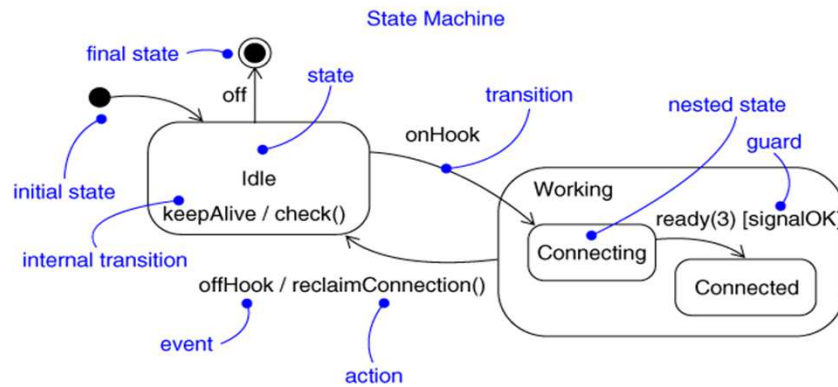 State Machine
final state
state
off
transition
nested state
onHook
guard
initial state
Idle
Working
keepAlive / check()
ready(3) [signalOK]
internal transition
Connecting
offHook / reclaimConnection()
Connected
event
action